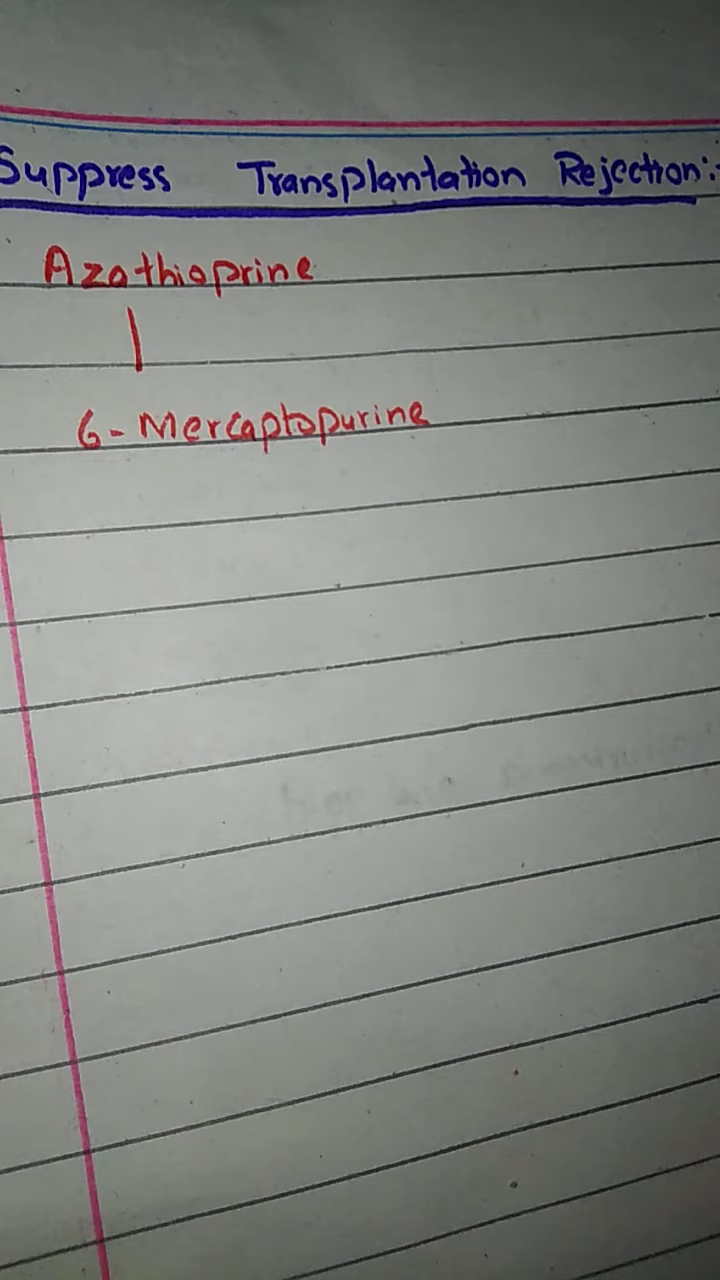 Suppress Transplantation Rejection:-
Azathioprine
6-Mercaptopurine